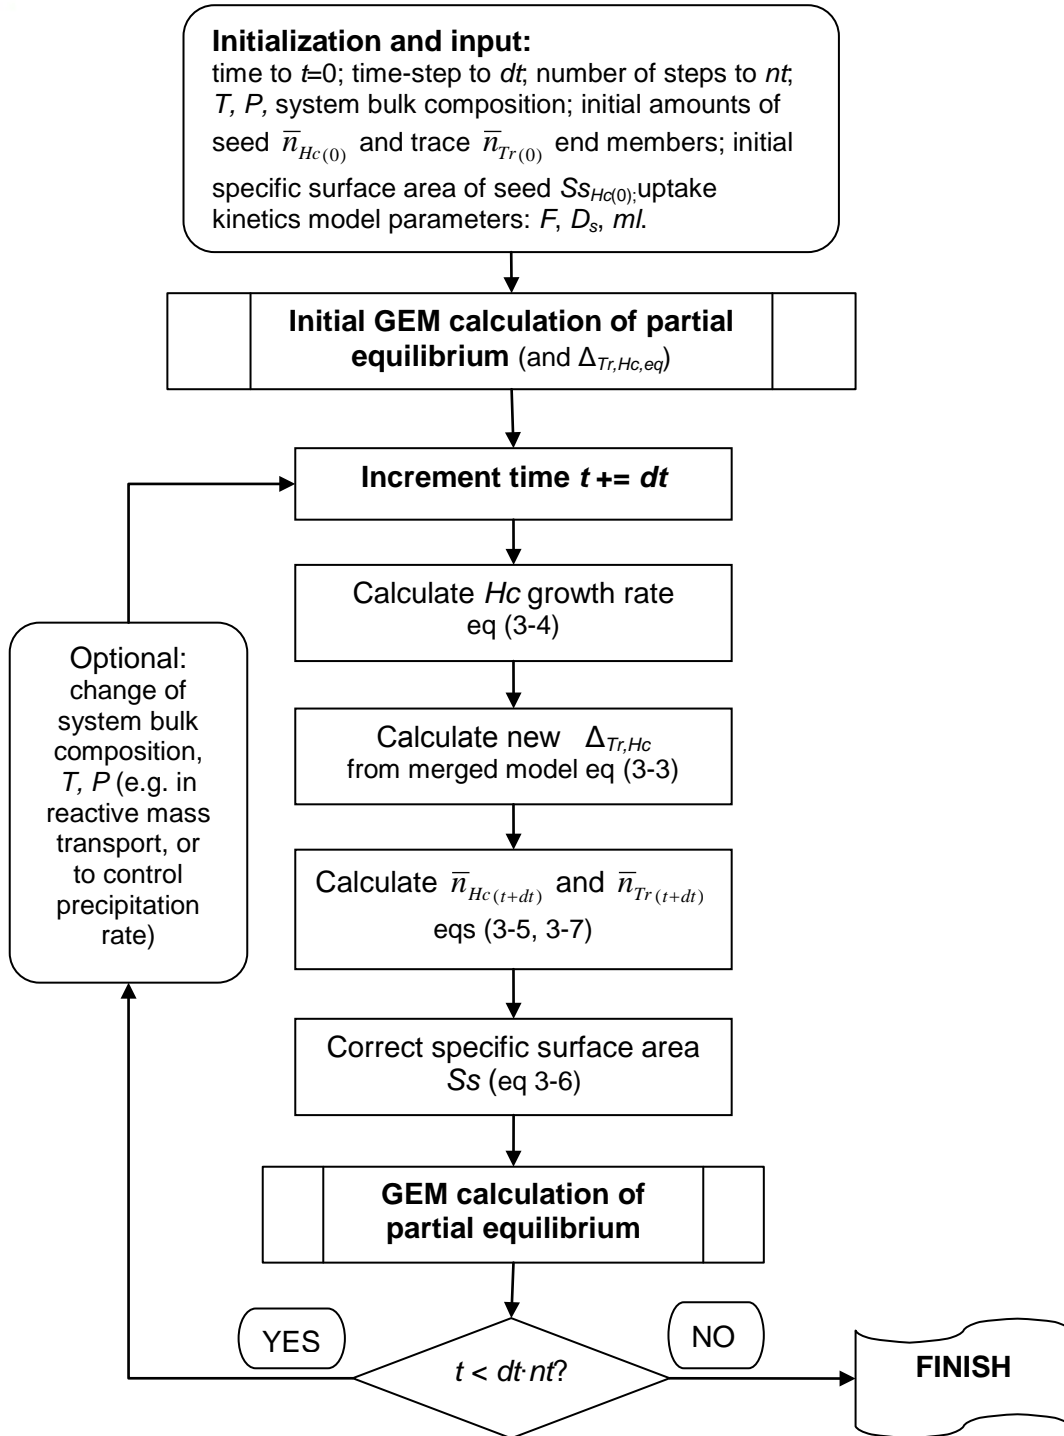 Initialization and input:
time to t=0; time-step to dt; number of steps to nt;
T, P, system bulk composition; initial amounts of
seed n̅Hc(0) and trace n̅Tr(0) end members; initial
specific surface area of seed SsHc(0);uptake
kinetics model parameters: F, Ds, ml.
Initial GEM calculation of partial
equilibrium (and ΔTr,Hc,eq)
Increment time t += dt
Calculate Hc growth rate
eq (3-4)
Calculate new ΔTr,Hc
from merged model eq (3-3)
Calculate n̅Hc(t+dt) and n̅Tr(t+dt)
eqs (3-5, 3-7)
Correct specific surface area
Ss (eq 3-6)
GEM calculation of
partial equilibrium
t < dt·nt?
YES
NO
FINISH
Optional:
change of
system bulk
composition,
T, P (e.g. in
reactive mass
transport, or
to control
precipitation
rate)